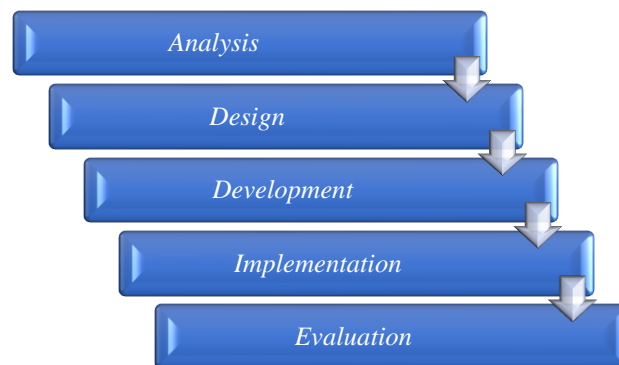 Analysis
Design
Development
Implementation
Evaluation